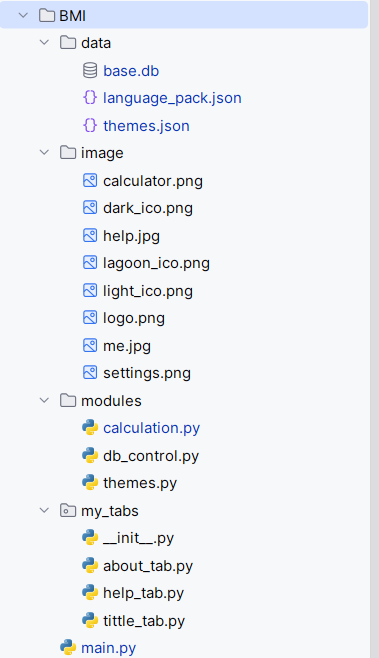 BMI
data
base.db
language_pack.json
themes.json
image
calculator.png
dark_ico.png
help.jpg
lagoon_ico.png
light_ico.png
logo.png
me.jpg
settings.png
modules
calculation.py
db_control.py
themes.py
my_tabs
__init__.py
about_tab.py
help_tab.py
tittle_tab.py
main.py